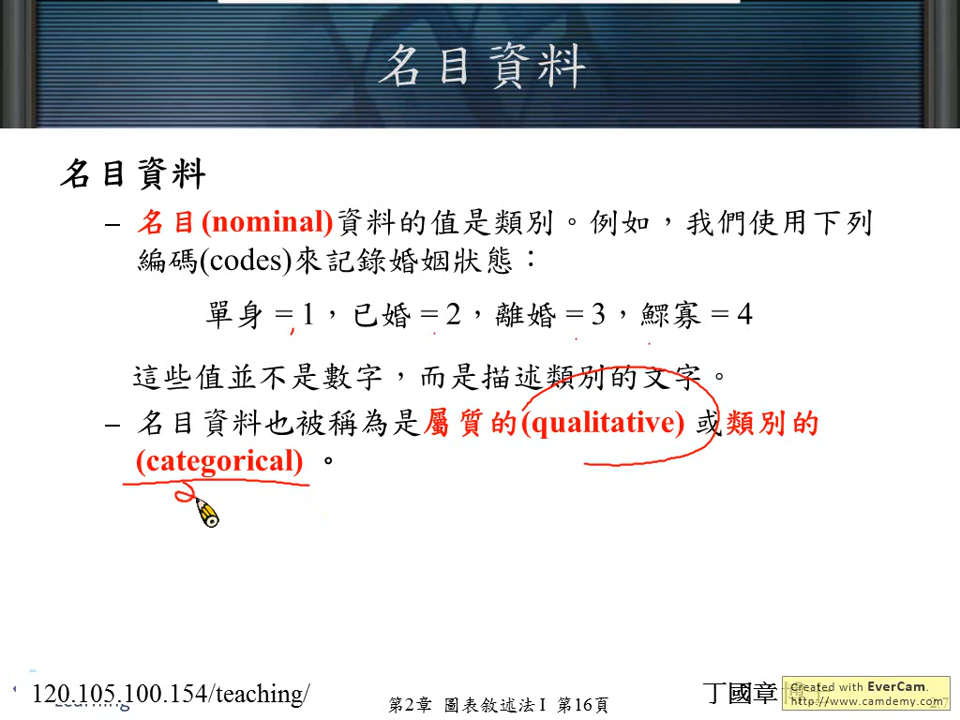 名目資料
名目資料
– 名目(nominal)資料的值是類別。例如，我們使用下列
編碼(codes)來記錄婚姻狀態：
單身 = 1，已婚 = 2，離婚 = 3，鰥寡 = 4
這些值並不是數字，而是描述類別的文字。
– 名目資料也被稱為是屬質的(qualitative) 或類別的
(categorical) 。
120.105.100.154/teaching/
Learning
第2章 圖表敘述法 I 第16頁
丁國章
Created with EverCam.
http://www.camdemy.com